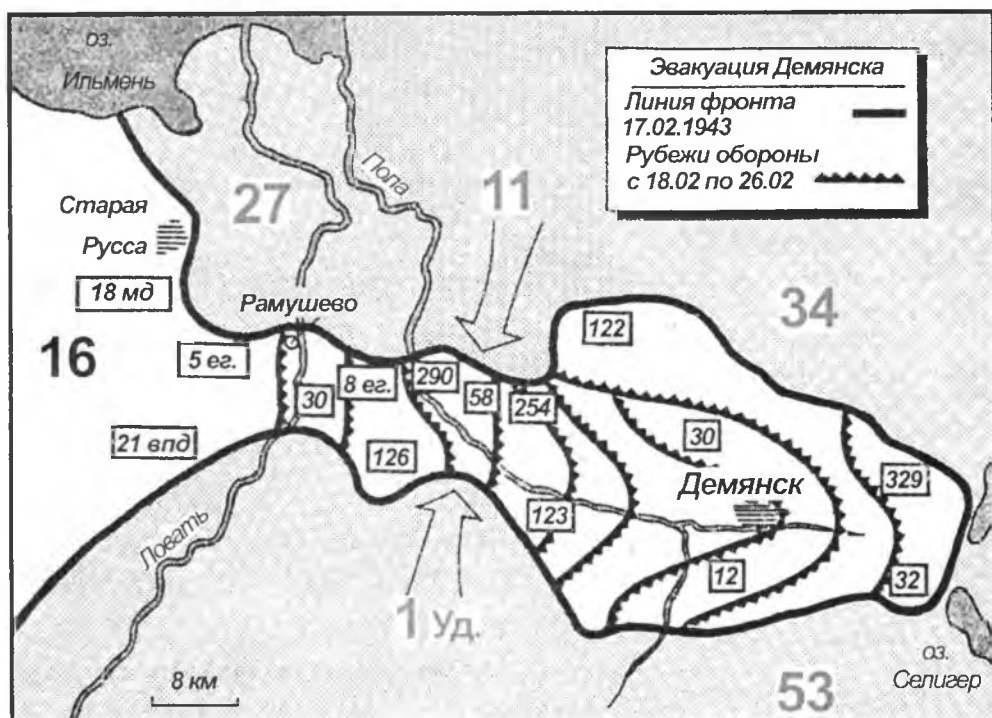 оз.
Ильмень
Эвакуация Демянска
Линия фронта
17.02.1943
Рубежи обороны
с 18.02 по 26.02
Пола
27
11
Старая
Русса
18 мд
Рамушево
34
122
16
5 ег.
30
8 ег.
290
58
254
30
21 впд
126
Демянск
329
123
Ловать
12
32
1 Уд.
8 км
53
оз.
Селигер